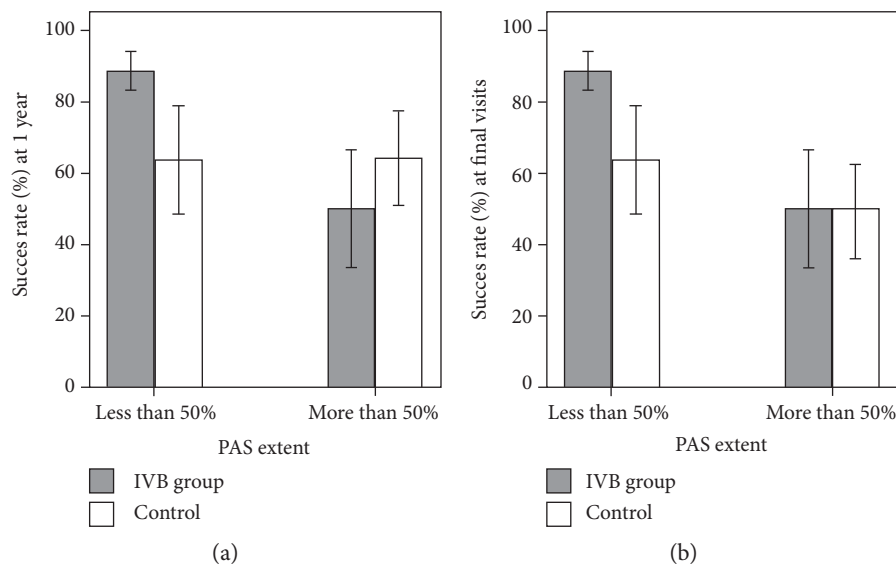 100
80
60
40
20
0
Succes rate (%) at 1 year
Less than 50%
More than 50%
PAS extent
IVB group
Control
(a)
100
80
60
40
20
0
Succes rate (%) at final visits
Less than 50%
More than 50%
PAS extent
IVB group
Control
(b)